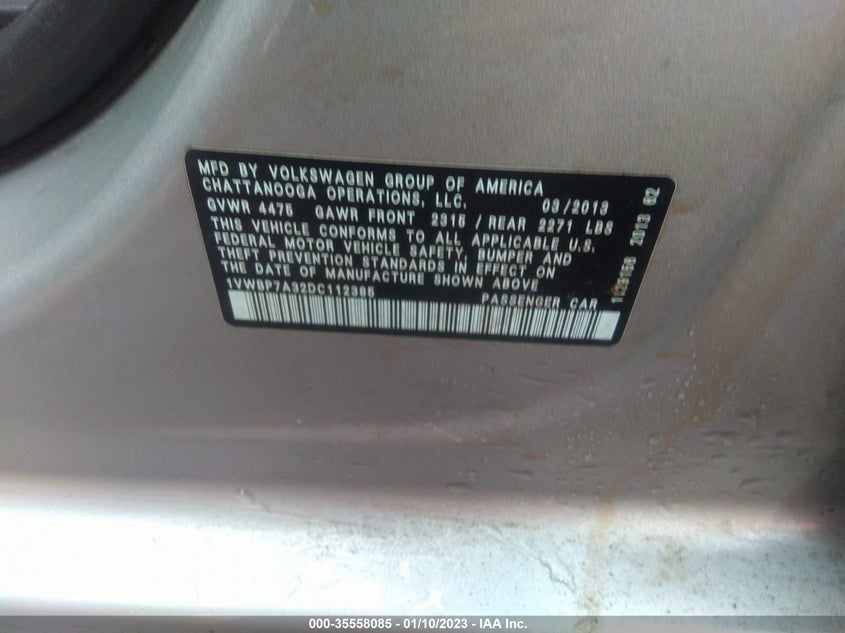 MFD BY VOLKSWAGEN GROUP OF AMERICA
CHATTANOOGA OPERATIONS, LLC. 03/2013
GVWR 4475 GAWR FRONT 2315 / REAR 2271 LBS
THIS VEHICLE CONFORMS TO ALL APPLICABLE U.S.
FEDERAL MOTOR VEHICLE SAFETY, BUMPER AND
THEFT PREVENTION STANDARDS IN EFFECT ON
THE DATE OF MANUFACTURE SHOWN ABOVE
1VWBP7A32DC112385 PASSENGER CAR
2013 62
000-35558085 - 01/10/2023 - IAA Inc.